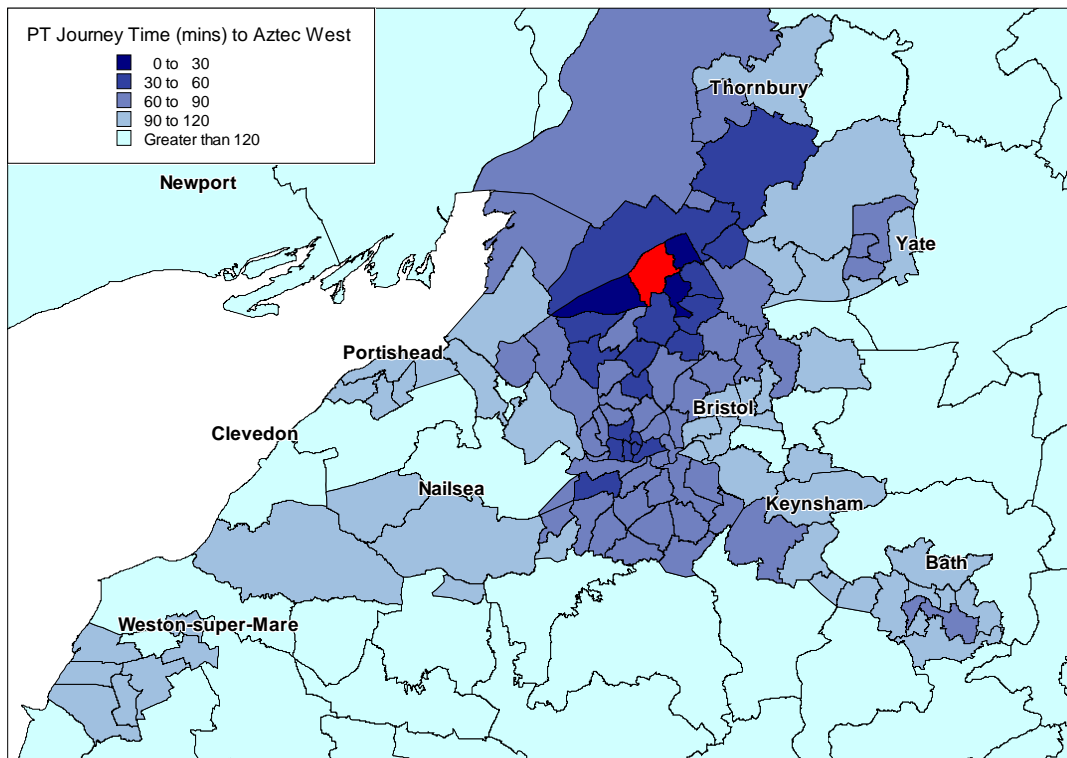 PT Journey Time (mins) to Aztec West
0 to 30
30 to 60
60 to 90
90 to 120
Greater than 120
Thornbury
Newport
Yate
Portishead
Bristol
Clevedon
Nailsea
Keynsham
Bath
Weston-super-Mare